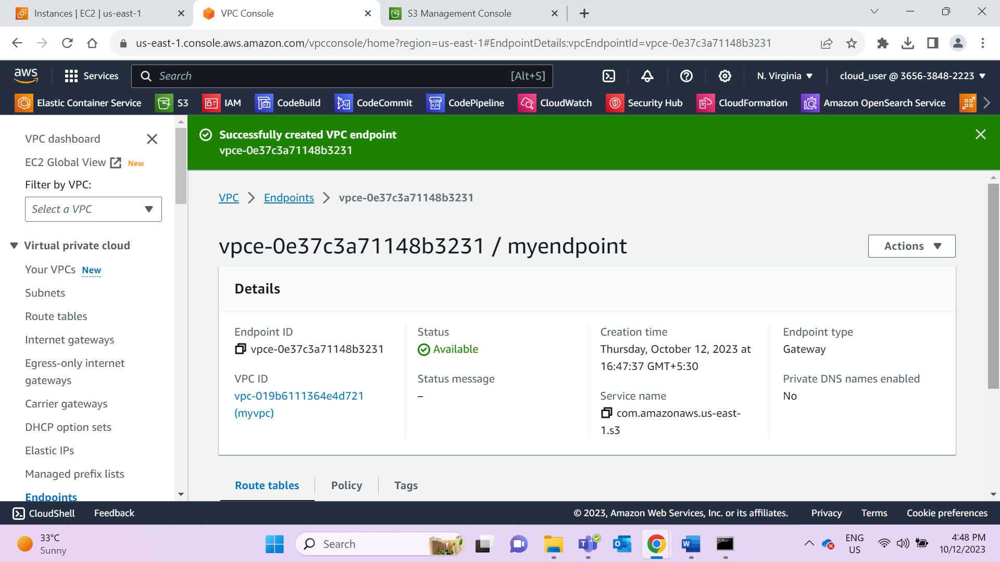 Instances | EC2 | us-east-1
VPC Console
S3 Management Console
us-east-1.console.aws.amazon.com/vpcconsole/home?region=us-east-1#EndpointDetails:vpcEndpointId=vpce-0e37c3a71148b3231
aws
Services
Search
[Alt+S]
N. Virginia
cloud_user @ 3656-3848-2223
Elastic Container Service
S3
IAM
CodeBuild
CodeCommit
CodePipeline
CloudWatch
Security Hub
CloudFormation
Amazon OpenSearch Service
VPC dashboard
EC2 Global View New
Filter by VPC:
Select a VPC
Virtual private cloud
Your VPCs New
Subnets
Route tables
Internet gateways
Egress-only internet
gateways
Carrier gateways
DHCP option sets
Elastic IPs
Managed prefix lists
Endpoints
Successfully created VPC endpoint
vpce-0e37c3a71148b3231
VPC > Endpoints > vpce-0e37c3a71148b3231
vpce-0e37c3a71148b3231 / myendpoint
Actions
Details
Endpoint ID
vpce-0e37c3a71148b3231
VPC ID
vpc-019b6111364e4d721
(myvpc)
Status
Available
Status message
–
Creation time
Thursday, October 12, 2023 at
16:47:37 GMT+5:30
Service name
com.amazonaws.us-east-
1.s3
Endpoint type
Gateway
Private DNS names enabled
No
Route tables
Policy
Tags
CloudShell
Feedback
© 2023, Amazon Web Services, Inc. or its affiliates.
Privacy
Terms
Cookie preferences
33°C
Sunny
Search
ENG
US
4:48 PM
10/12/2023